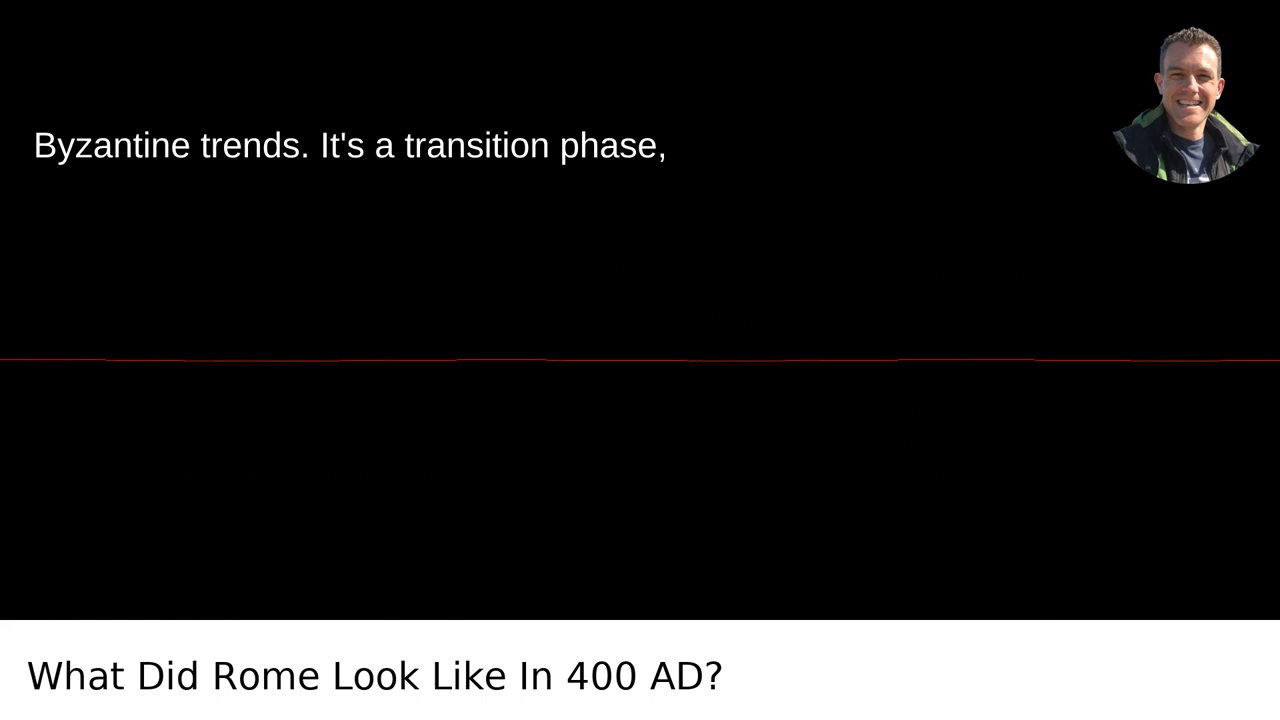 Byzantine trends. It's a transition phase,
What Did Rome Look Like In 400 AD?